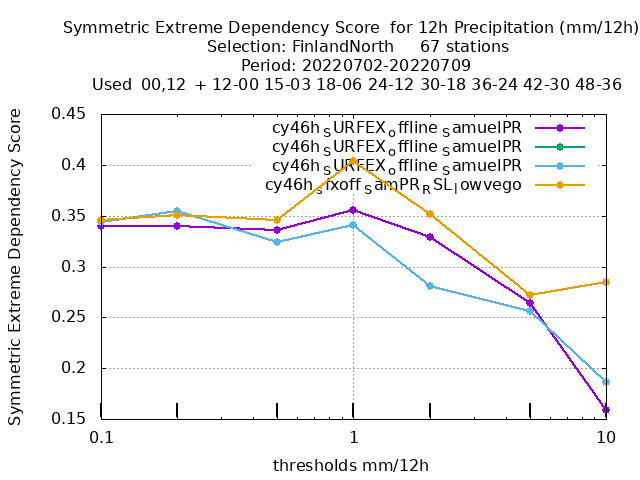 Symmetric Extreme Dependency Score for 12h Precipitation (mm/12h)
Selection: FinlandNorth 67 stations
Period: 20220702-20220709
Used 00,12 + 12-00 15-03 18-06 24-12 30-18 36-24 42-30 48-36
Symmetric Extreme Dependency Score
0.45
0.4
0.35
0.3
0.25
0.2
0.15
cy46h_SURFEX_offline_SamuelPR
cy46h_SURFEX_offline_SamuelPR
cy46h_SURFEX_offline_SamuelPR
cy46h_sfxoff_SamPR_RSL_lowvego
0.1 1 10
thresholds mm/12h